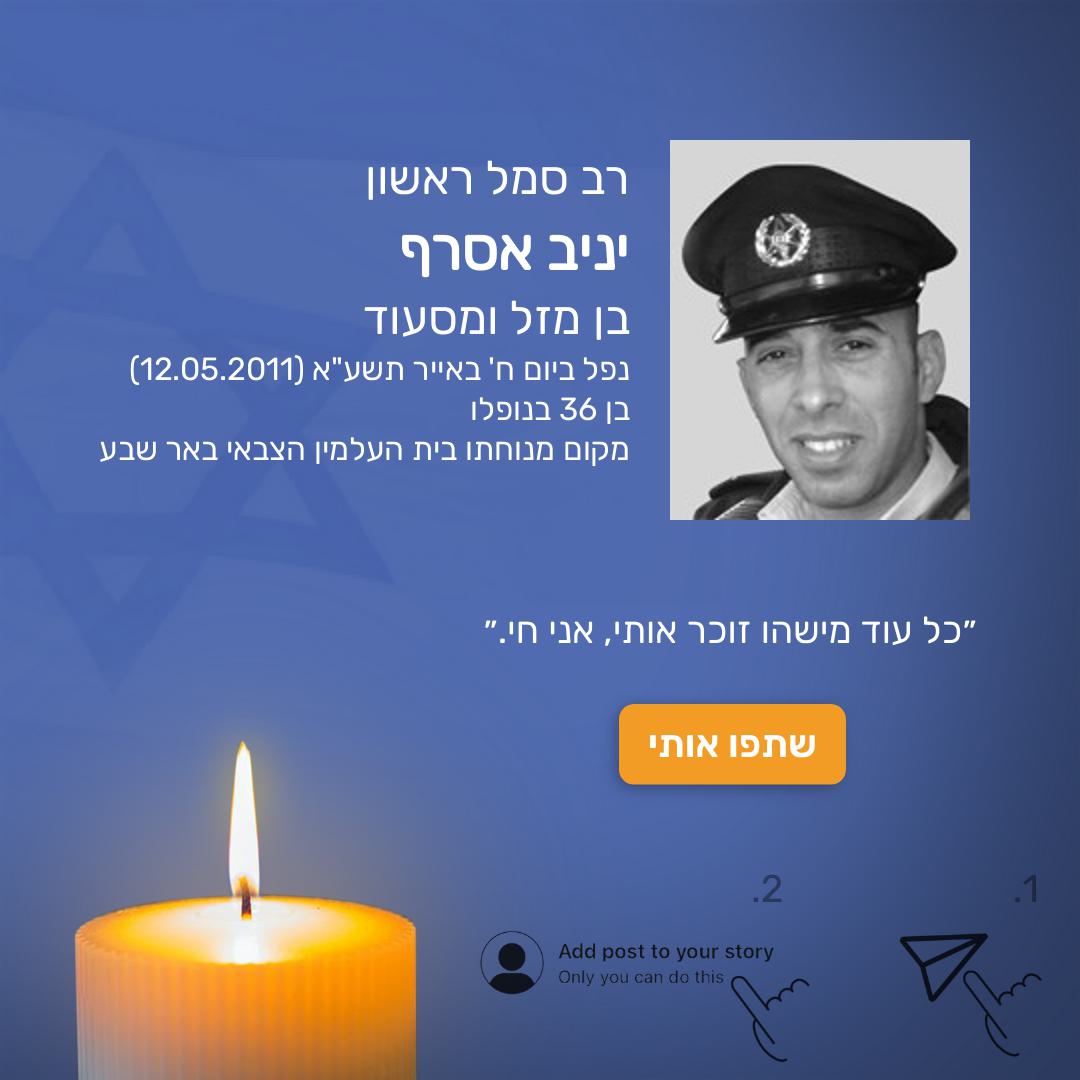 רב סמל ראשון
יניב אסרף
בן מזל ומסעוד
נפל ביום ח' באייר תשע"א (12.05.2011)
בן 36 בנופלו
מקום מנוחתו בית העלמין הצבאי באר שבע
״כל עוד מישהו זוכר אותי, אני חי.״
שתפו אותי
1.
2.
Add post to your story
Only you can do this